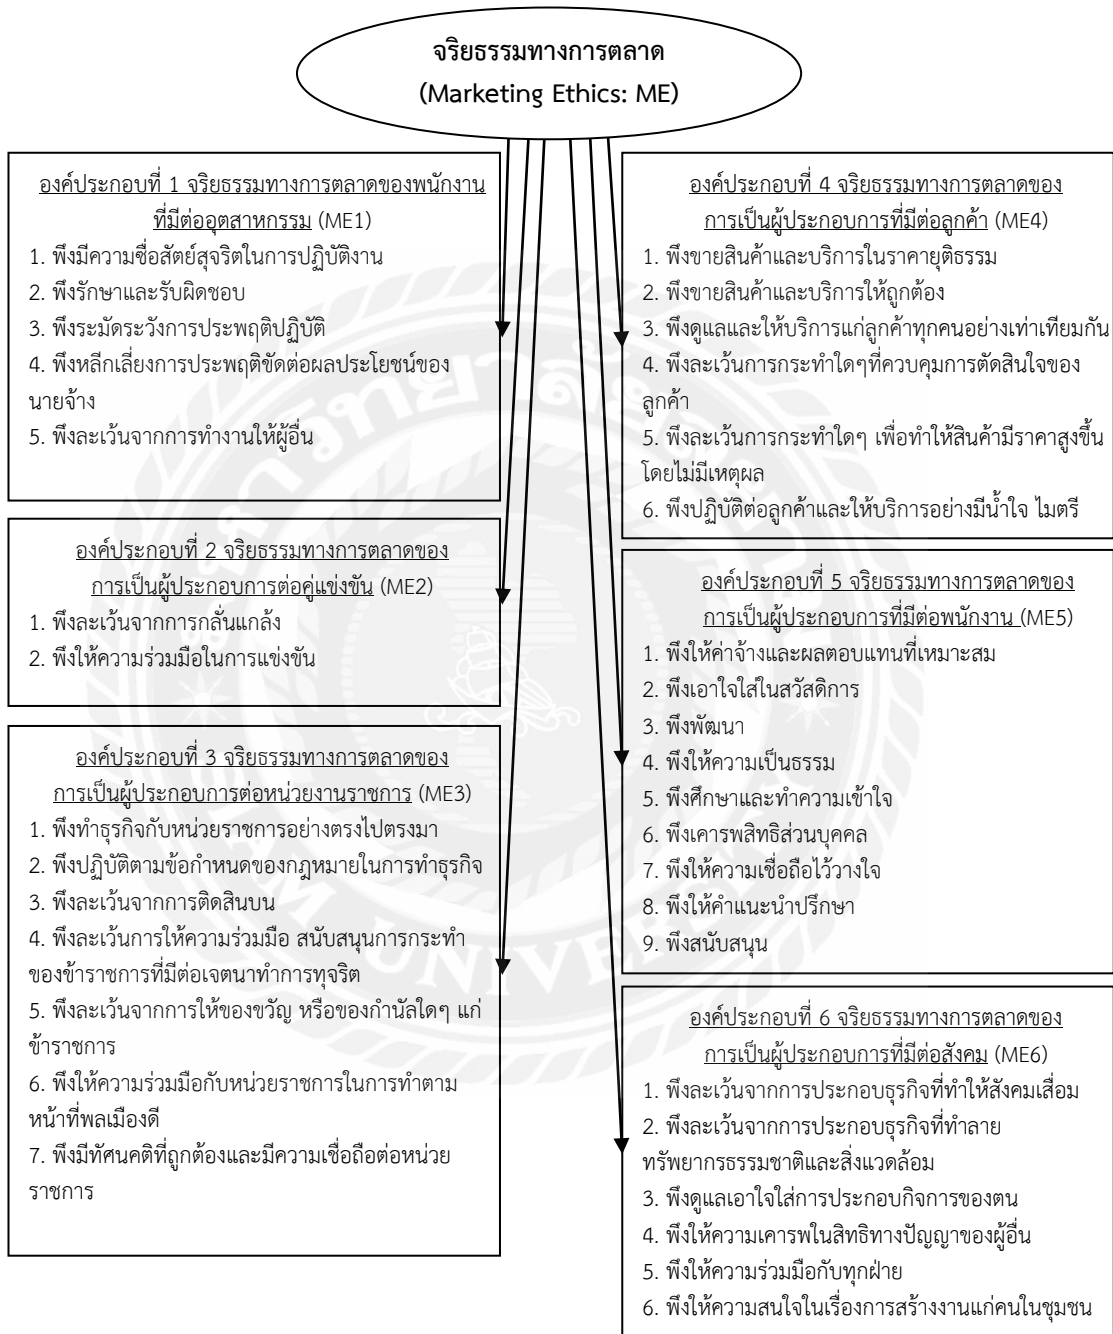 จริยธรรมทางการตลาด
(Marketing Ethics: ME)
องค์ประกอบที่ 1 จริยธรรมทางการตลาดของพนักงาน
ที่มีต่ออุตสาหกรรม (ME1)
1. พึงมีความซื่อสัตย์สุจริตในการปฏิบัติงาน
2. พึงรักษาและรับผิดชอบ
3. พึงระมัดระวังการประพฤติปฏิบัติ
4. พึงหลีกเลี่ยงการประพฤติขัดต่อผลประโยชน์ของ
นายจ้าง
5. พึงละเว้นจากการทำงานให้ผู้อื่น
องค์ประกอบที่ 2 จริยธรรมทางการตลาดของ
การเป็นผู้ประกอบการต่อคู่แข่งขัน (ME2)
1. พึงละเว้นจากการกลั่นแกล้ง
2. พึงให้ความร่วมมือในการแข่งขัน
องค์ประกอบที่ 3 จริยธรรมทางการตลาดของ
การเป็นผู้ประกอบการต่อหน่วยงานราชการ (ME3)
1. พึงทำธุรกิจกับหน่วยราชการอย่างตรงไปตรงมา
2. พึงปฏิบัติตามข้อกำหนดของกฎหมายในการทำธุรกิจ
3. พึงละเว้นจากการติดสินบน
4. พึงละเว้นการให้ความร่วมมือ สนับสนุนการกระทำ
ของข้าราชการที่มีต่อเจตนาทำการทุจริต
5. พึงละเว้นจากการให้ของขวัญ หรือของกำนัลใดๆ แก่
ข้าราชการ
6. พึงให้ความร่วมมือกับหน่วยราชการในการทำตาม
หน้าที่พลเมืองดี
7. พึงมีทัศนคติที่ถูกต้องและมีความเชื่อถือต่อหน่วย
ราชการ
องค์ประกอบที่ 4 จริยธรรมทางการตลาดของ
การเป็นผู้ประกอบการที่มีต่อลูกค้า (ME4)
1. พึงขายสินค้าและบริการในราคายุติธรรม
2. พึงขายสินค้าและบริการให้ถูกต้อง
3. พึงดูแลและให้บริการแก่ลูกค้าทุกคนอย่างเท่าเทียมกัน
4. พึงละเว้นการกระทำใดๆที่ควบคุมการตัดสินใจของ
ลูกค้า
5. พึงละเว้นการกระทำใดๆ เพื่อทำให้สินค้ามีราคาสูงขึ้น
โดยไม่มีเหตุผล
6. พึงปฏิบัติต่อลูกค้าและให้บริการอย่างมีน้ำใจ ไมตรี
องค์ประกอบที่ 5 จริยธรรมทางการตลาดของ
การเป็นผู้ประกอบการที่มีต่อพนักงาน (ME5)
1. พึงให้ค่าจ้างและผลตอบแทนที่เหมาะสม
2. พึงเอาใจใส่ในสวัสดิการ
3. พึงพัฒนา
4. พึงให้ความเป็นธรรม
5. พึงศึกษาและทำความเข้าใจ
6. พึงเคารพสิทธิส่วนบุคคล
7. พึงให้ความเชื่อถือไว้วางใจ
8. พึงให้คำแนะนำปรึกษา
9. พึงสนับสนุน
องค์ประกอบที่ 6 จริยธรรมทางการตลาดของ
การเป็นผู้ประกอบการที่มีต่อสังคม (ME6)
1. พึงละเว้นจากการประกอบธุรกิจที่ทำให้สังคมเสื่อม
2. พึงละเว้นจากการประกอบธุรกิจที่ทำลาย
ทรัพยากรธรรมชาติและสิ่งแวดล้อม
3. พึงดูแลเอาใจใส่การประกอบกิจการของตน
4. พึงให้ความเคารพในสิทธิทางปัญญาของผู้อื่น
5. พึงให้ความร่วมมือกับทุกฝ่าย
6. พึงให้ความสนใจในเรื่องการสร้างงานแก่คนในชุมชน
SIAM UNIVERSITY